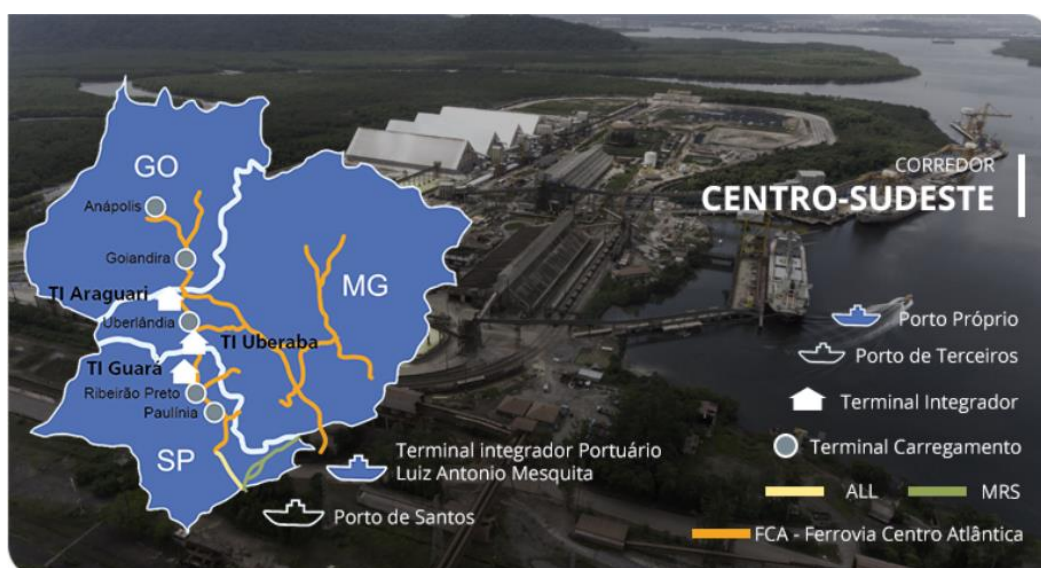 GO
Anápolis
Goiandira
TI Araguari
Uberlândia
TI Uberaba
MG
TI Guará
Ribeirão Preto
Paulínia
SP
CORREDOR
CENTRO-SUDESTE
Porto Próprio
Porto de Terceiros
Terminal Integrador
Terminal Carregamento
ALL
MRS
FCA - Ferrovia Centro Atlântica
Terminal integrador Portuário
Luiz Antonio Mesquita
Porto de Santos